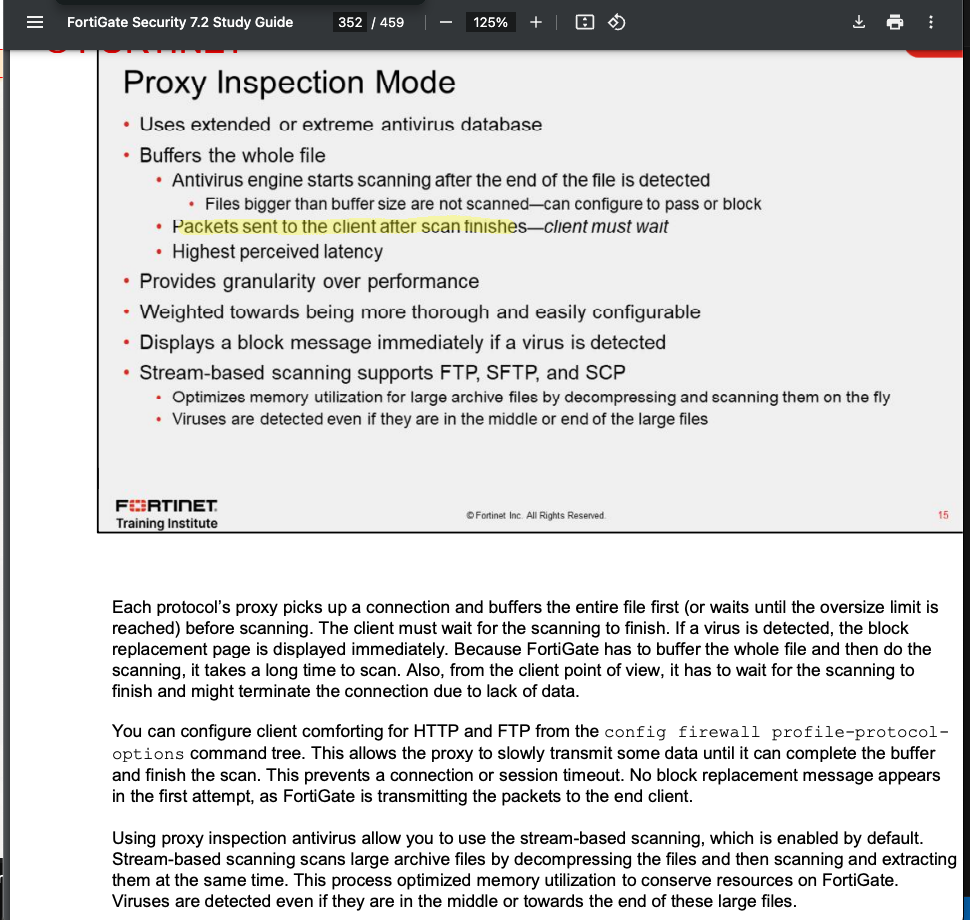 FortiGate Security 7.2 Study Guide 352 / 459 125%
Proxy Inspection Mode
• Uses extended or extreme antivirus database
• Buffers the whole file
• Antivirus engine starts scanning after the end of the file is detected
• Files bigger than buffer size are not scanned—can configure to pass or block
• Packets sent to the client after scan finishes—client must wait
• Highest perceived latency
• Provides granularity over performance
• Weighted towards being more thorough and easily configurable
• Displays a block message immediately if a virus is detected
• Stream-based scanning supports FTP, SFTP, and SCP
• Optimizes memory utilization for large archive files by decompressing and scanning them on the fly
• Viruses are detected even if they are in the middle or end of the large files
FORTINET
Training Institute
© Fortinet Inc. All Rights Reserved.
15
Each protocol's proxy picks up a connection and buffers the entire file first (or waits until the oversize limit is
reached) before scanning. The client must wait for the scanning to finish. If a virus is detected, the block
replacement page is displayed immediately. Because FortiGate has to buffer the whole file and then do the
scanning, it takes a long time to scan. Also, from the client point of view, it has to wait for the scanning to
finish and might terminate the connection due to lack of data.
You can configure client comforting for HTTP and FTP from the config firewall profile-protocol-
options command tree. This allows the proxy to slowly transmit some data until it can complete the buffer
and finish the scan. This prevents a connection or session timeout. No block replacement message appears
in the first attempt, as FortiGate is transmitting the packets to the end client.
Using proxy inspection antivirus allow you to use the stream-based scanning, which is enabled by default.
Stream-based scanning scans large archive files by decompressing the files and then scanning and extracting
them at the same time. This process optimized memory utilization to conserve resources on FortiGate.
Viruses are detected even if they are in the middle or towards the end of these large files.